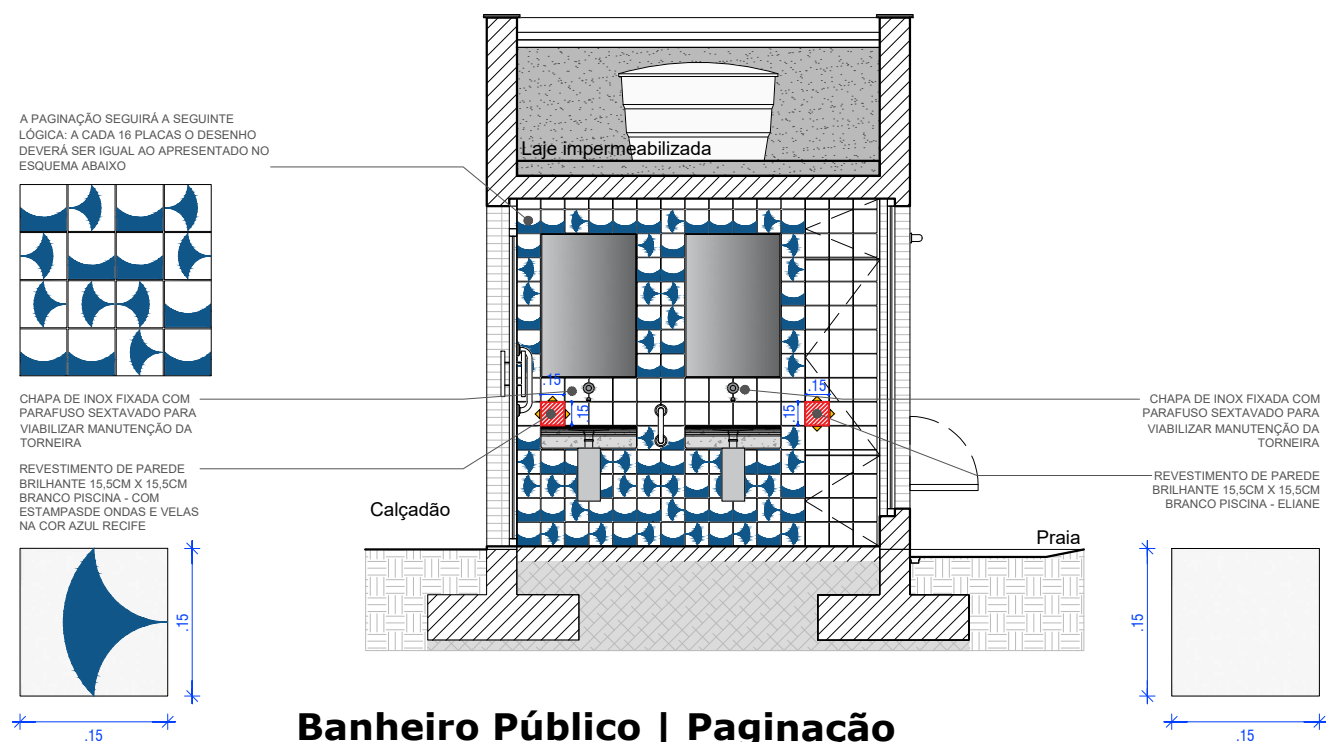 A PAGINAÇÃO SEGUIRÁ A SEGUINTE
LÓGICA: A CADA 16 PLACAS O DESENHO
DEVERÁ SER IGUAL AO APRESENTADO NO
ESQUEMA ABAIXO
Laje impermeabilizada
CHAPA DE INOX FIXADA COM
PARAFUSO SEXTAVADO PARA
VIABILIZAR MANUTENÇÃO DA
TORNEIRA
REVESTIMENTO DE PAREDE
BRILHANTE 15,5CM X 15,5CM
BRANCO PISCINA - COM
ESTAMPASDE ONDAS E VELAS
NA COR AZUL RECIFE
.15
.15
.15
.15
CHAPA DE INOX FIXADA COM
PARAFUSO SEXTAVADO PARA
VIABILIZAR MANUTENÇÃO DA
TORNEIRA
REVESTIMENTO DE PAREDE
BRILHANTE 15,5CM X 15,5CM
BRANCO PISCINA - ELIANE
Calçadão
Praia
.15
.15
.15
.15
Banheiro Público | Paginação